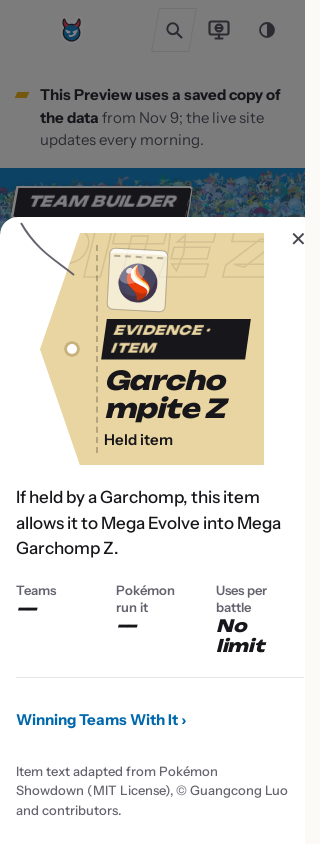 This Preview uses a saved copy of
the data from Nov 9; the live site
updates every morning.
TEAM BUILDER
EVIDENCE ·
ITEM
Garcho
mpite Z
Held item
If held by a Garchomp, this item
allows it to Mega Evolve into Mega
Garchomp Z.
Teams
—
Pokémon
run it
—
Uses per
battle
No
limit
Winning Teams With It ›
Item text adapted from Pokémon
Showdown (MIT License), © Guangcong Luo
and contributors.